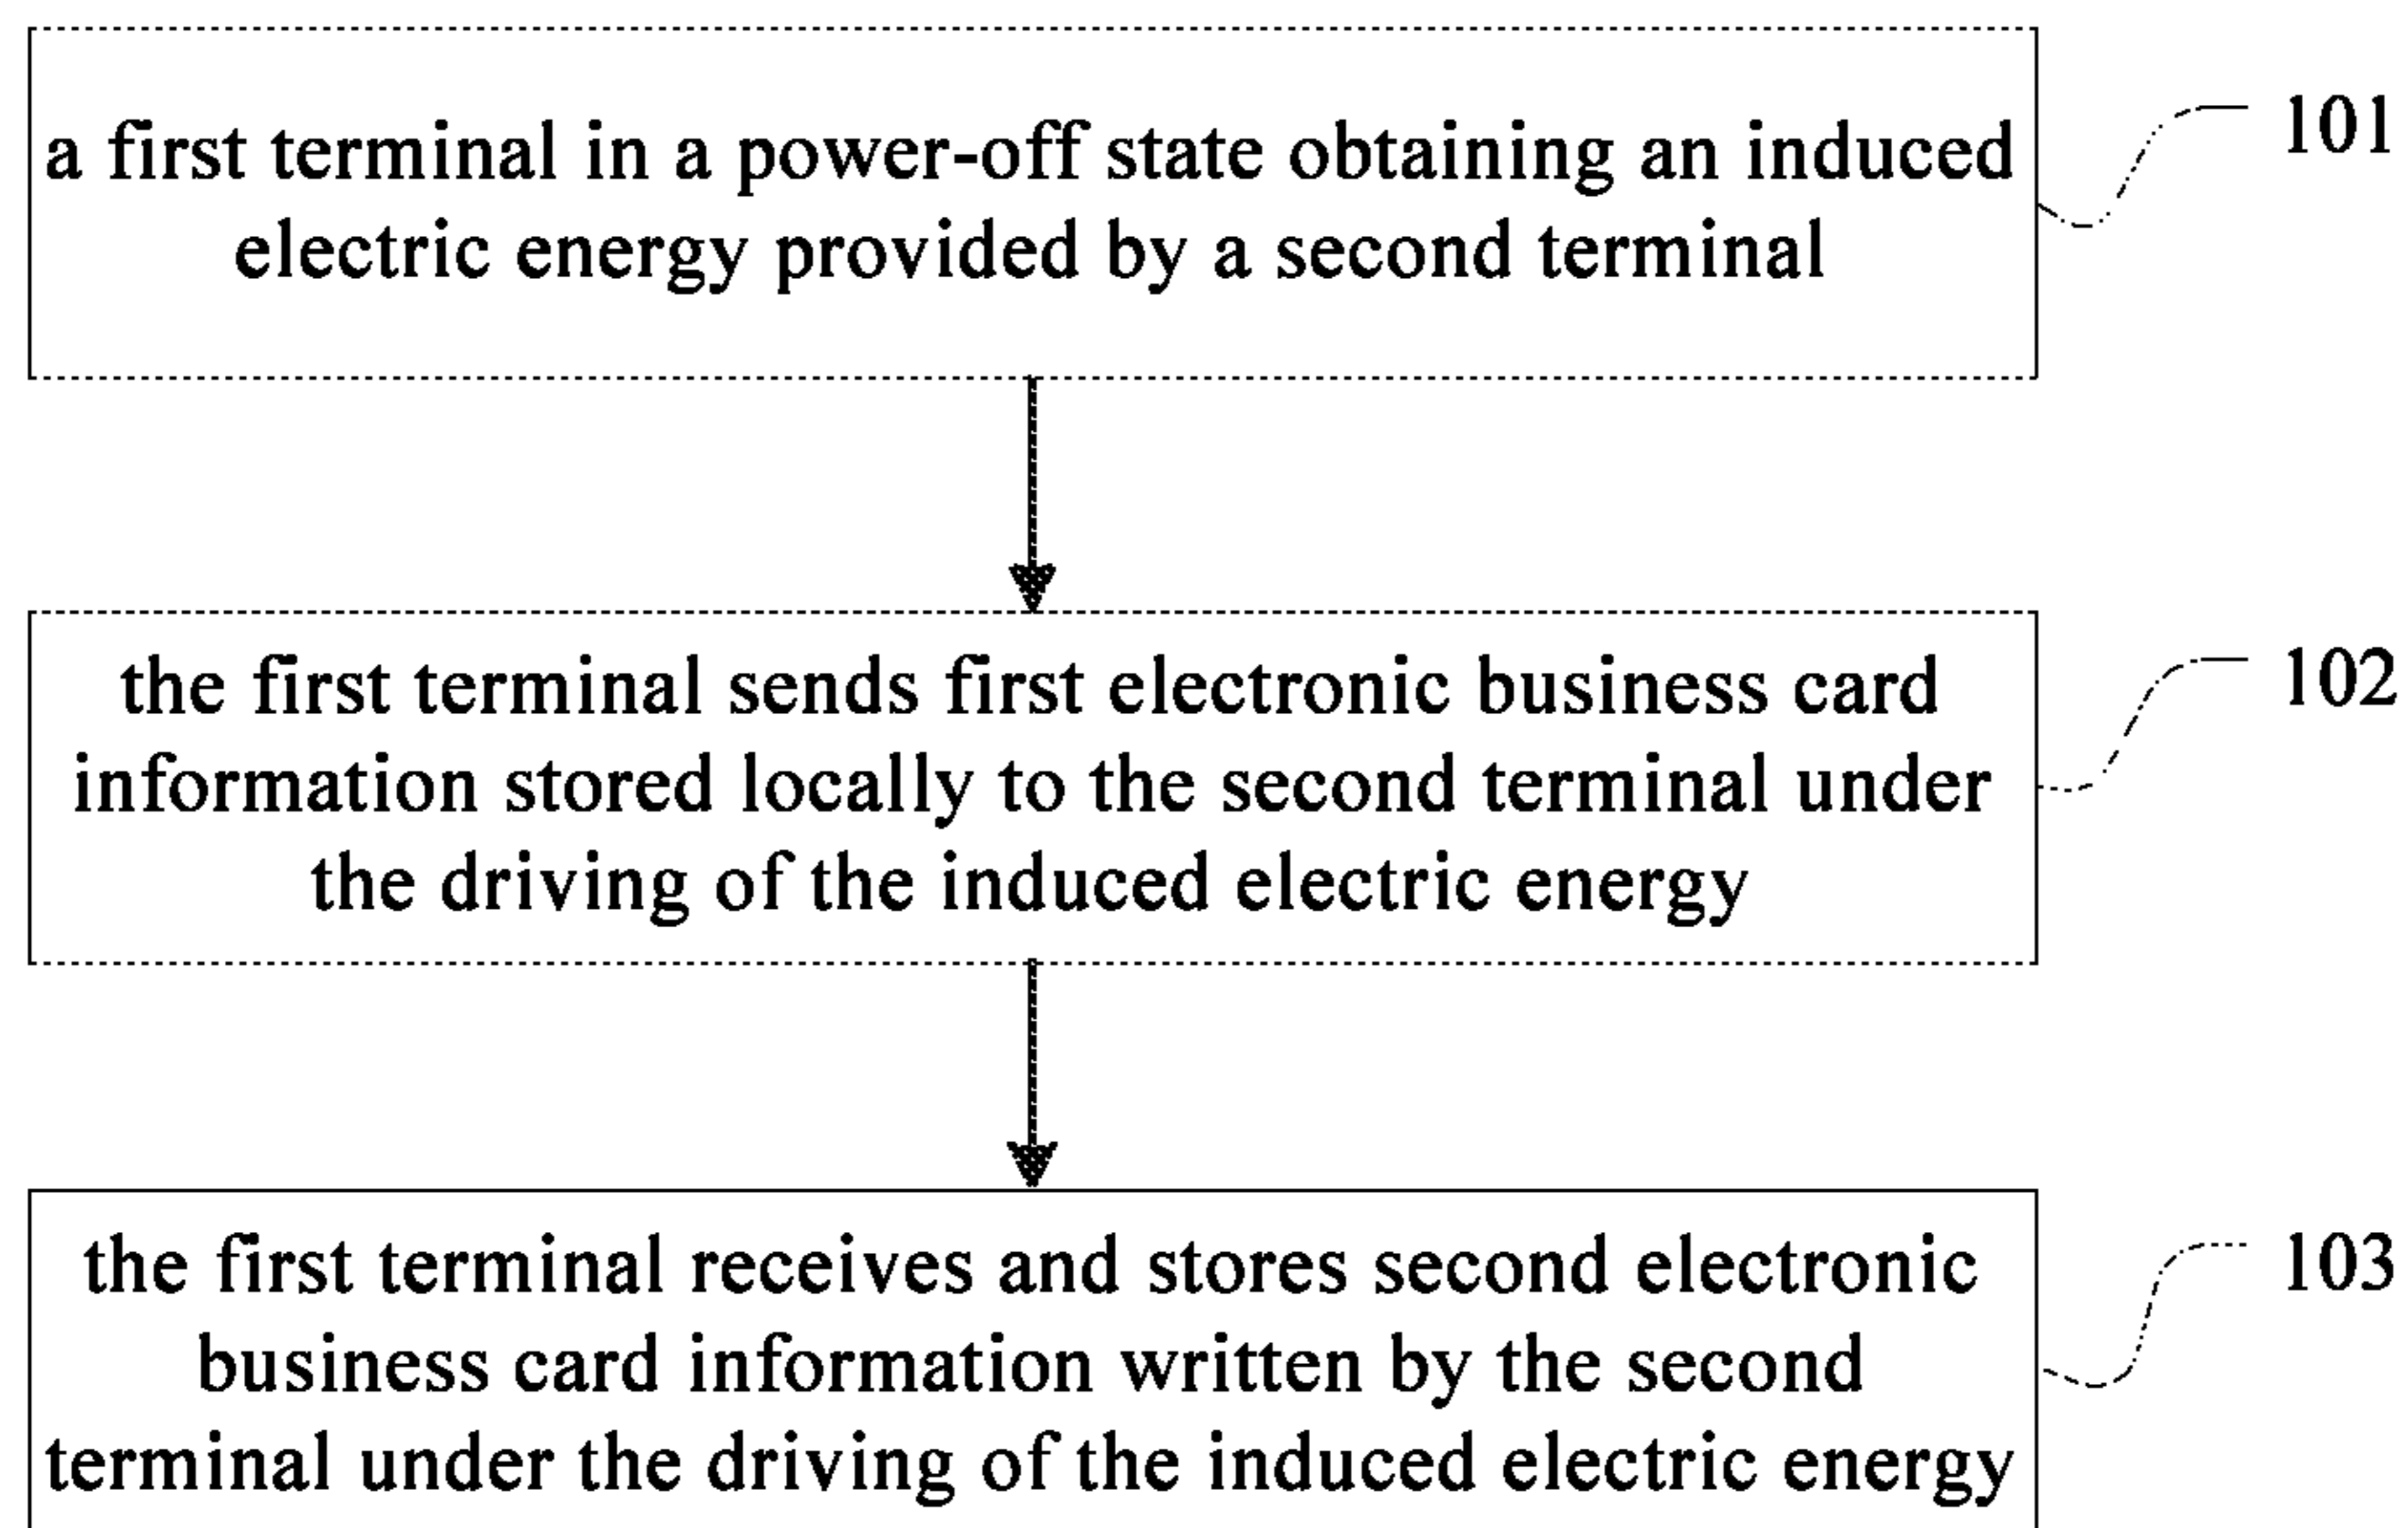 a first terminal in a power-off state obtaining an induced
electric energy provided by a second terminal
101
the first terminal sends first electronic business card
information stored locally to the second terminal under
the driving of the induced electric energy
102
the first terminal receives and stores second electronic
business card information written by the second
terminal under the driving of the induced electric energy
103